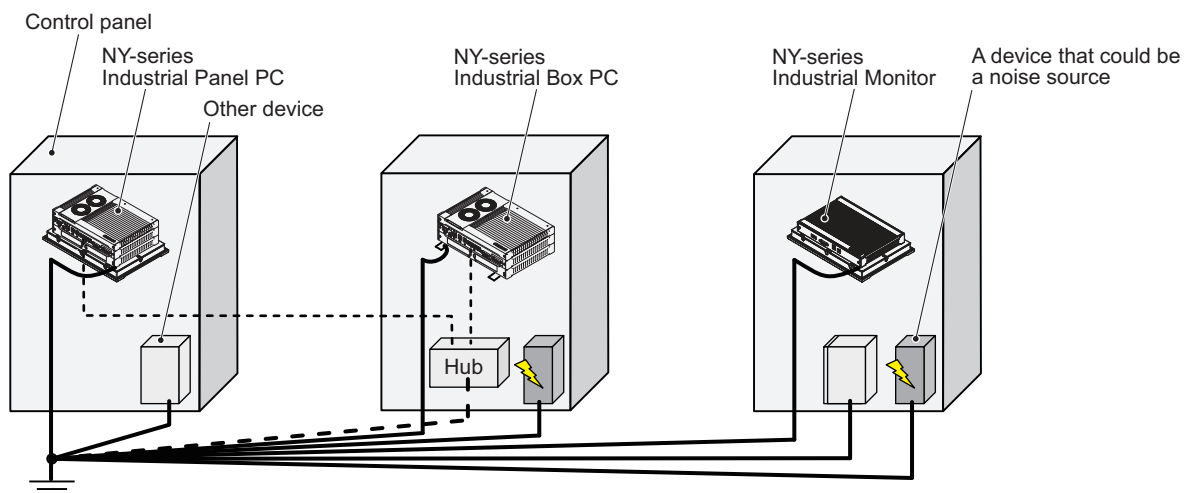 Control panel
NY-series
Industrial Panel PC
Other device
NY-series
Industrial Box PC
NY-series
Industrial Monitor
A device that could be
a noise source
Hub